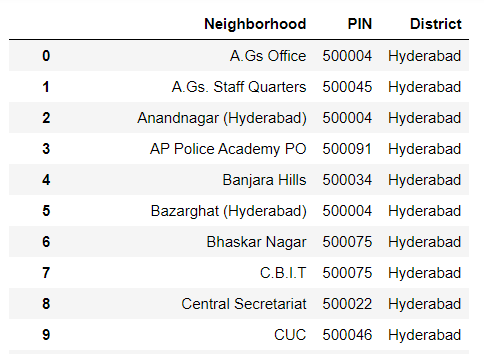 Neighborhood PIN District
0 A.Gs Office 500004 Hyderabad
1 A.Gs. Staff Quarters 500045 Hyderabad
2 Anandnagar (Hyderabad) 500004 Hyderabad
3 AP Police Academy PO 500091 Hyderabad
4 Banjara Hills 500034 Hyderabad
5 Bazarghat (Hyderabad) 500004 Hyderabad
6 Bhaskar Nagar 500075 Hyderabad
7 C.B.I.T 500075 Hyderabad
8 Central Secretariat 500022 Hyderabad
9 CUC 500046 Hyderabad